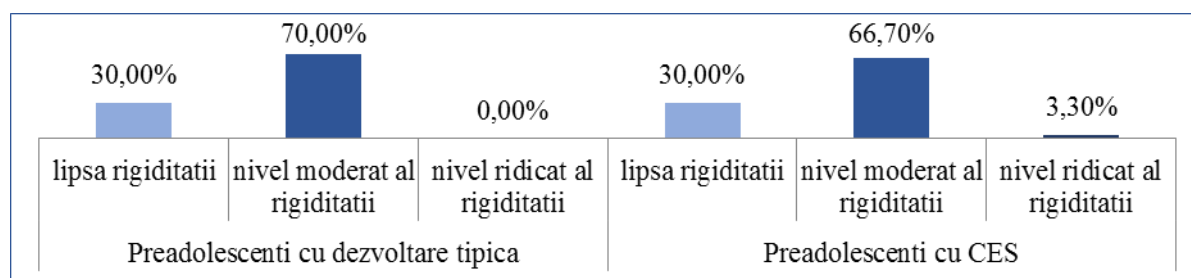 70,00%
66,70%
30,00%
30,00%
0,00%
3,30%
lipsa rigiditatii
nivel moderat al
rigiditatii
nivel ridicat al
rigiditatii
lipsa rigiditatii
nivel moderat al
rigiditatii
nivel ridicat al
rigiditatii
Preadolescenti cu dezvoltare tipica
Preadolescenti cu CES